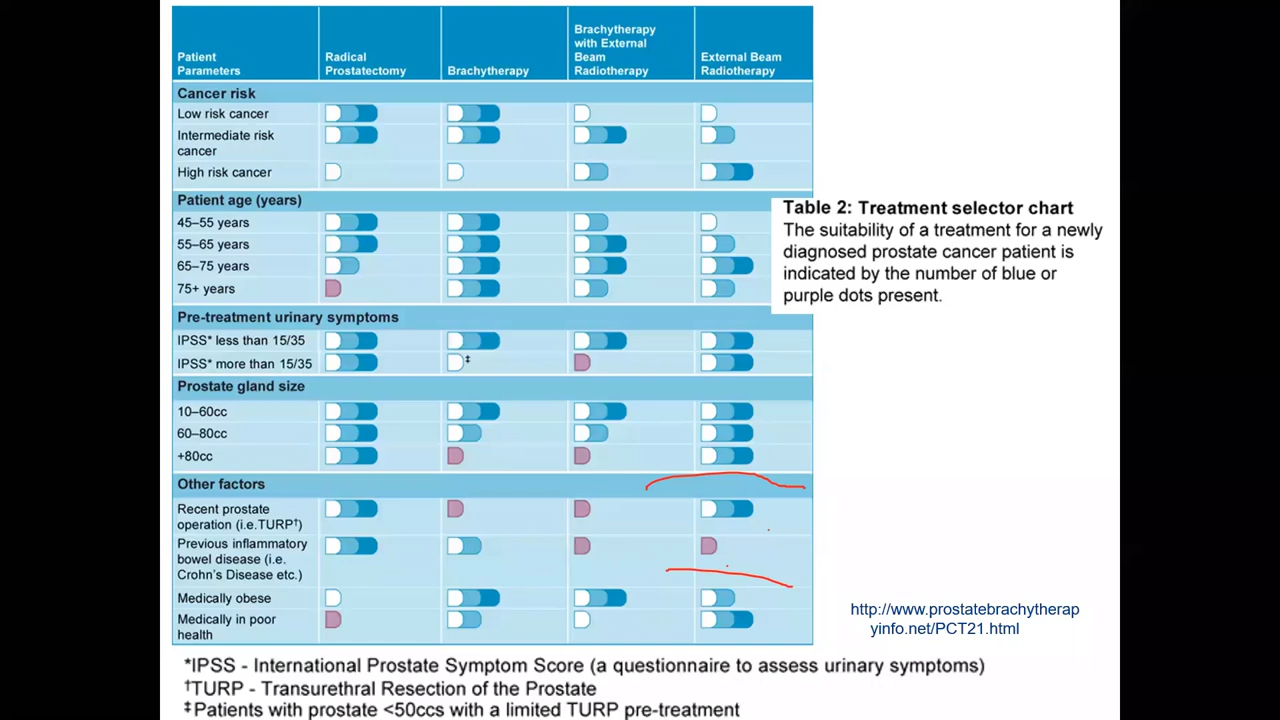 Patient Parameters
Radical Prostatectomy
Brachytherapy
Brachytherapy with External Beam Radiotherapy
External Beam Radiotherapy
Cancer risk
Low risk cancer
Intermediate risk
cancer
High risk cancer
Patient age (years)
45–55 years
55–65 years
65–75 years
75+ years
Table 2: Treatment selector chart
The suitability of a treatment for a newly
diagnosed prostate cancer patient is
indicated by the number of blue or
purple dots present.
Pre-treatment urinary symptoms
IPSS* less than 15/35
IPSS* more than 15/35
‡
Prostate gland size
10–60cc
60–80cc
+80cc
Other factors
Recent prostate
operation (i.e.TURP†)
Previous inflammatory
bowel disease (i.e.
Crohn's Disease etc.)
Medically obese
Medically in poor
health
http://www.prostatebrachytherap
yinfo.net/PCT21.html
*IPSS - International Prostate Symptom Score (a questionnaire to assess urinary symptoms)
†TURP - Transurethral Resection of the Prostate
‡Patients with prostate <50ccs with a limited TURP pre-treatment